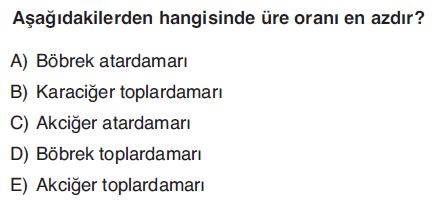 Aşağıdakilerden hangisinde üre oranı en azdır?
A) Böbrek atardamarı
B) Karaciğer toplardamarı
C) Akciğer atardamarı
D) Böbrek toplardamarı
E) Akciğer toplardamarı